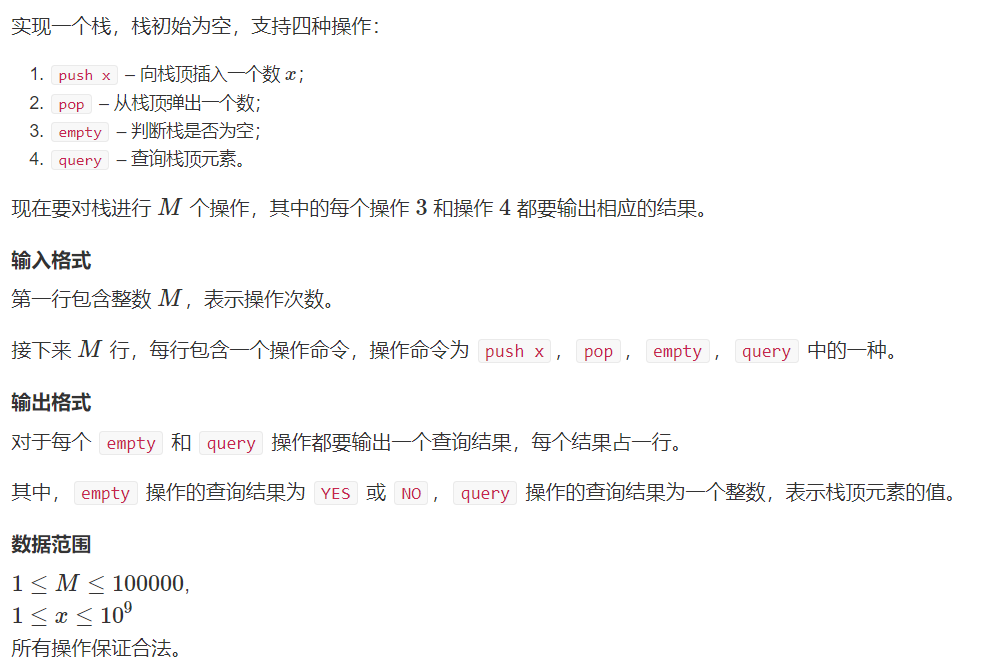 实现一个栈，栈初始为空，支持四种操作：
1. push x – 向栈顶插入一个数 x；
2. pop – 从栈顶弹出一个数；
3. empty – 判断栈是否为空；
4. query – 查询栈顶元素。
现在要对栈进行 M 个操作，其中的每个操作 3 和操作 4 都要输出相应的结果。
输入格式
第一行包含整数 M，表示操作次数。
接下来 M 行，每行包含一个操作命令，操作命令为 push x，pop，empty，query 中的一种。
输出格式
对于每个 empty 和 query 操作都要输出一个查询结果，每个结果占一行。
其中，empty 操作的查询结果为 YES 或 NO，query 操作的查询结果为一个整数，表示栈顶元素的值。
数据范围
1 ≤ M ≤ 100000,
1 ≤ x ≤ 10⁹
所有操作保证合法。